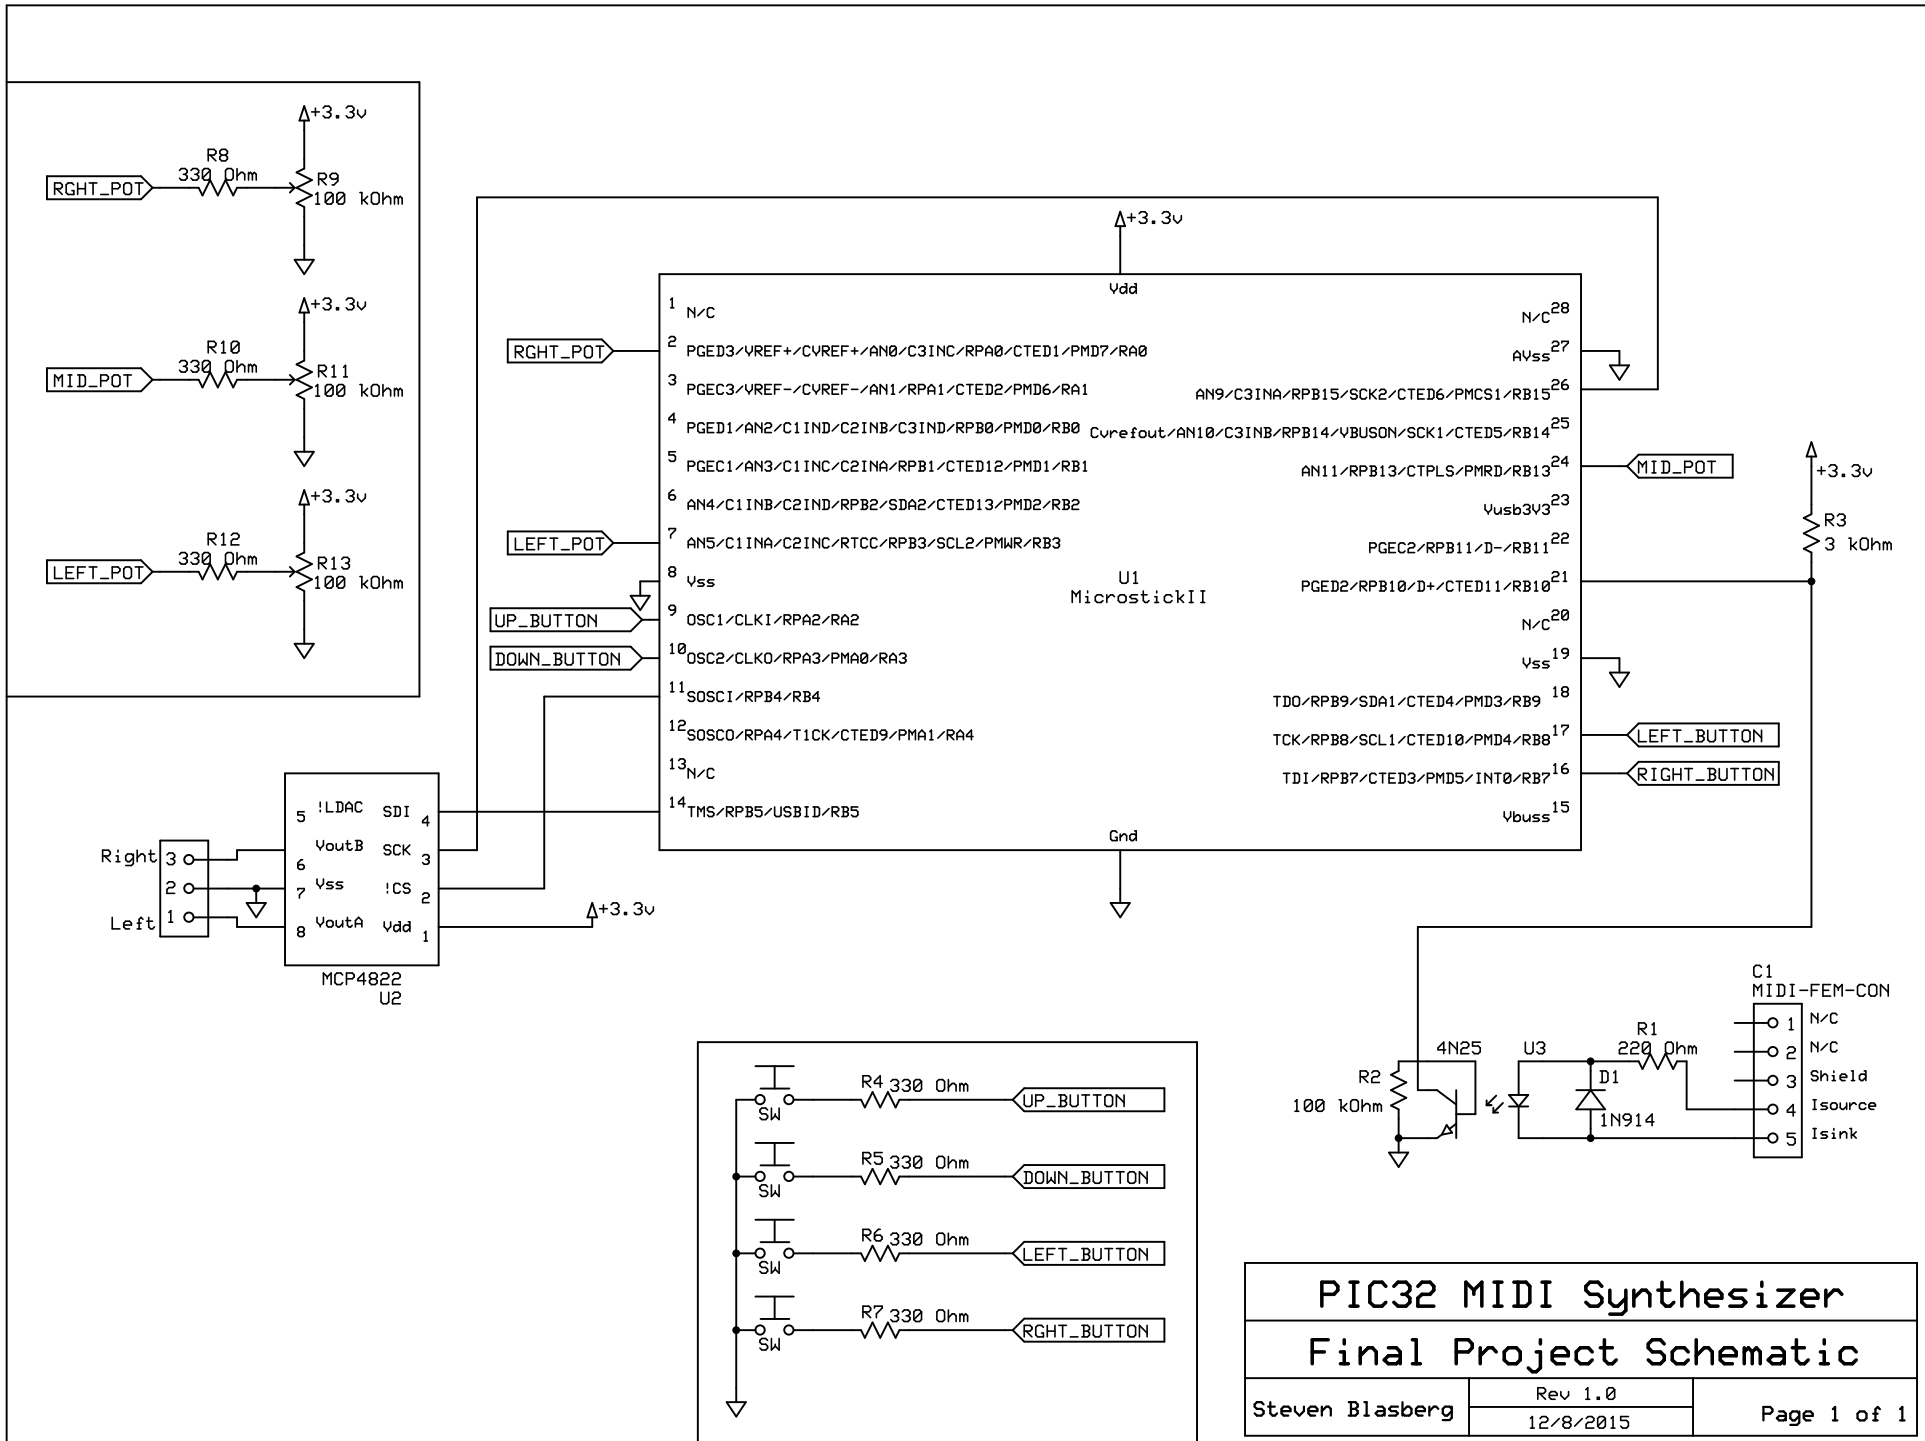 +3.3v
R8
330 Ohm
RGHT_POT
R9
100 kOhm
+3.3v
R10
330 Ohm
MID_POT
R11
100 kOhm
+3.3v
R12
330 Ohm
LEFT_POT
R13
100 kOhm
+3.3v
Vdd
1 N/C
RGHT_POT
2 PGED3/VREF+/CVREF+/AN0/C3INC/RPA0/CTED1/PMD7/RA0
3 PGEC3/VREF-/CVREF-/AN1/RPA1/CTED2/PMD6/RA1
4 PGED1/AN2/C1IND/C2INB/C3IND/RPB0/PMD0/RB0
5 PGEC1/AN3/C1INC/C2INA/RPB1/CTED12/PMD1/RB1
6 AN4/C1INB/C2IND/RPB2/SDA2/CTED13/PMD2/RB2
LEFT_POT
7 AN5/C1INA/C2INC/RTCC/RPB3/SCL2/PMWR/RB3
8 Vss
UP_BUTTON
9 OSC1/CLKI/RPA2/RA2
DOWN_BUTTON
10 OSC2/CLKO/RPA3/PMA0/RA3
11 SOSCI/RPB4/RB4
12 SOSCO/RPA4/T1CK/CTED9/PMA1/RA4
13 N/C
14 TMS/RPB5/USBID/RB5
U1
MicrostickII
N/C 28
AVss 27
AN9/C3INA/RPB15/SCK2/CTED6/PMCS1/RB15 26
Cvrefout/AN10/C3INB/RPB14/VBUSON/SCK1/CTED5/RB14 25
AN11/RPB13/CTPLS/PMRD/RB13 24
MID_POT
Vusb3V3 23
PGEC2/RPB11/D-/RB11 22
PGED2/RPB10/D+/CTED11/RB10 21
N/C 20
Vss 19
TDO/RPB9/SDA1/CTED4/PMD3/RB9 18
TCK/RPB8/SCL1/CTED10/PMD4/RB8 17
LEFT_BUTTON
TDI/RPB7/CTED3/PMD5/INT0/RB7 16
RIGHT_BUTTON
Vbuss 15
Gnd
+3.3v
R3
3 kOhm
Right 3
2
Left 1
5 !LDAC SDI 4
6 VoutB SCK 3
7 Vss !CS 2
8 VoutA Vdd 1
+3.3v
MCP4822
U2
SW
R4 330 Ohm
UP_BUTTON
SW
R5 330 Ohm
DOWN_BUTTON
SW
R6 330 Ohm
LEFT_BUTTON
SW
R7 330 Ohm
RGHT_BUTTON
C1
MIDI-FEM-CON
1 N/C
2 N/C
3 Shield
4 Isource
5 Isink
R1
220 Ohm
4N25
U3
R2
100 kOhm
D1
1N914
PIC32 MIDI Synthesizer
Final Project Schematic
Steven Blasberg
Rev 1.0
12/8/2015
Page 1 of 1